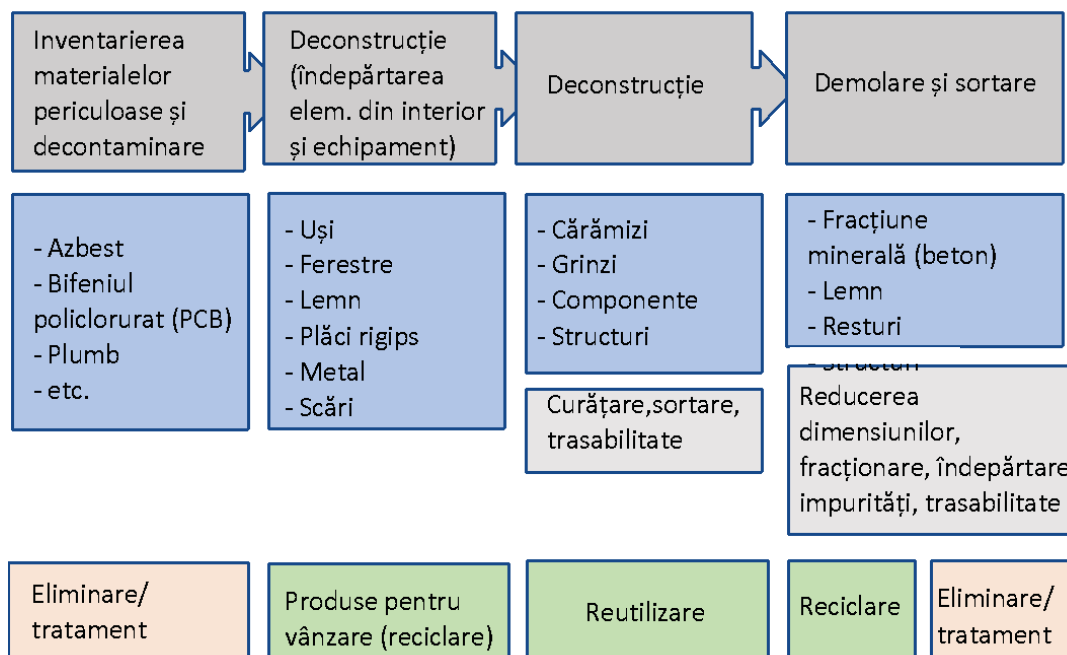 Inventarierea
materialelor
periculoase și
decontaminare
Deconstrucție
(îndepărtarea
elem. din interior
și echipament)
Deconstrucție
Demolare și sortare
- Azbest
- Bifeniul
policlorurat (PCB)
- Plumb
- etc.
- Uși
- Ferestre
- Lemn
- Plăci rigips
- Metal
- Scări
- Cărămizi
- Grinzi
- Componente
- Structuri
- Fracțiune
minerală (beton)
- Lemn
- Resturi
- Structuri
Curățare,sortare,
trasabilitate
Reducerea
dimensiunilor,
fracționare, îndepărtare
impurități, trasabilitate
Eliminare/
tratament
Produse pentru
vânzare (reciclare)
Reutilizare
Reciclare
Eliminare/
tratament